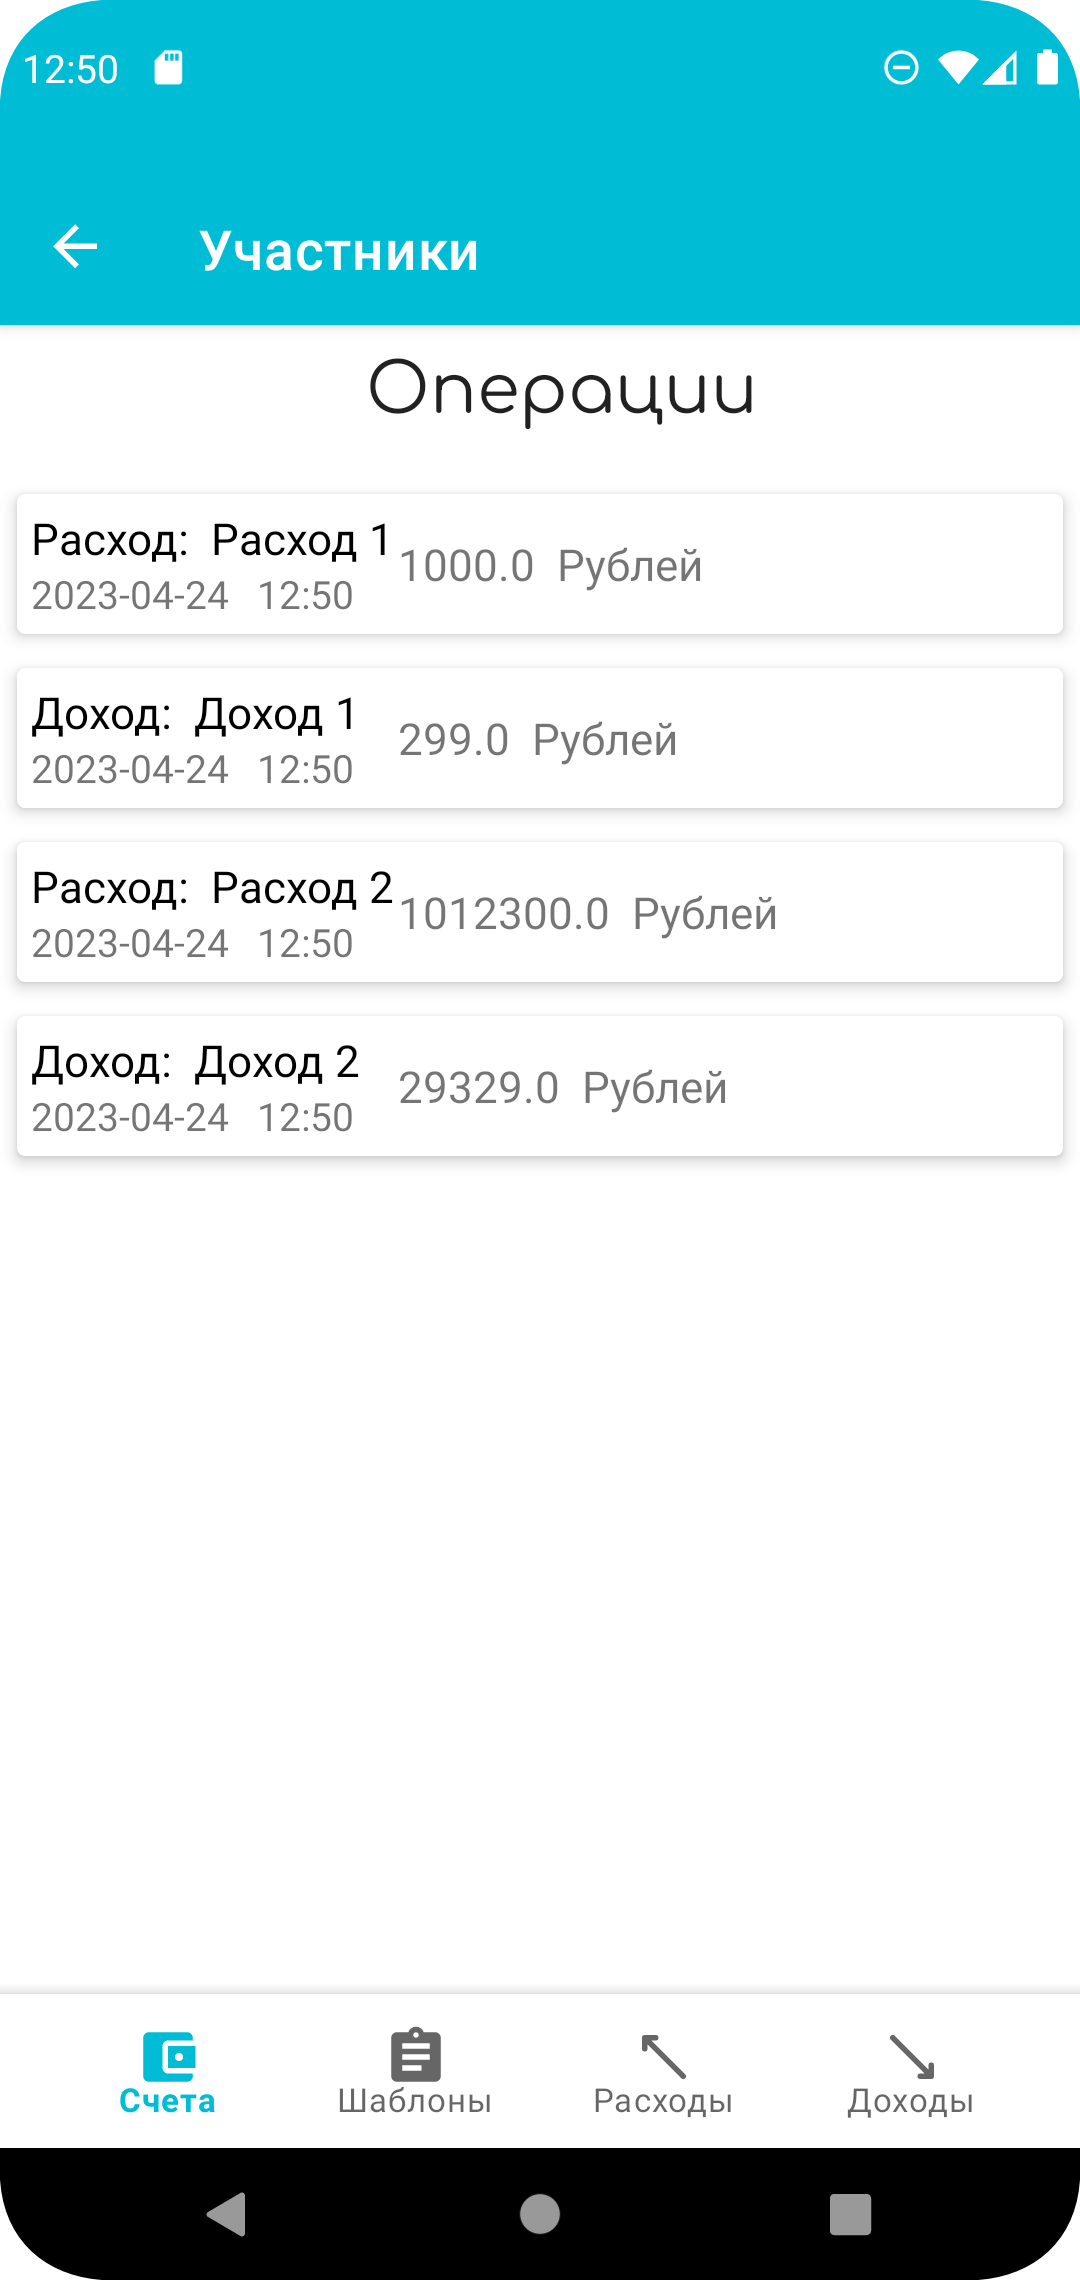 12:50
Участники
Операции
Расход:  Расход 1
1000.0  Рублей
2023-04-24  12:50
Доход:  Доход 1
299.0  Рублей
2023-04-24  12:50
Расход:  Расход 2
1012300.0  Рублей
2023-04-24  12:50
Доход:  Доход 2
29329.0  Рублей
2023-04-24  12:50
Счета
Шаблоны
Расходы
Доходы